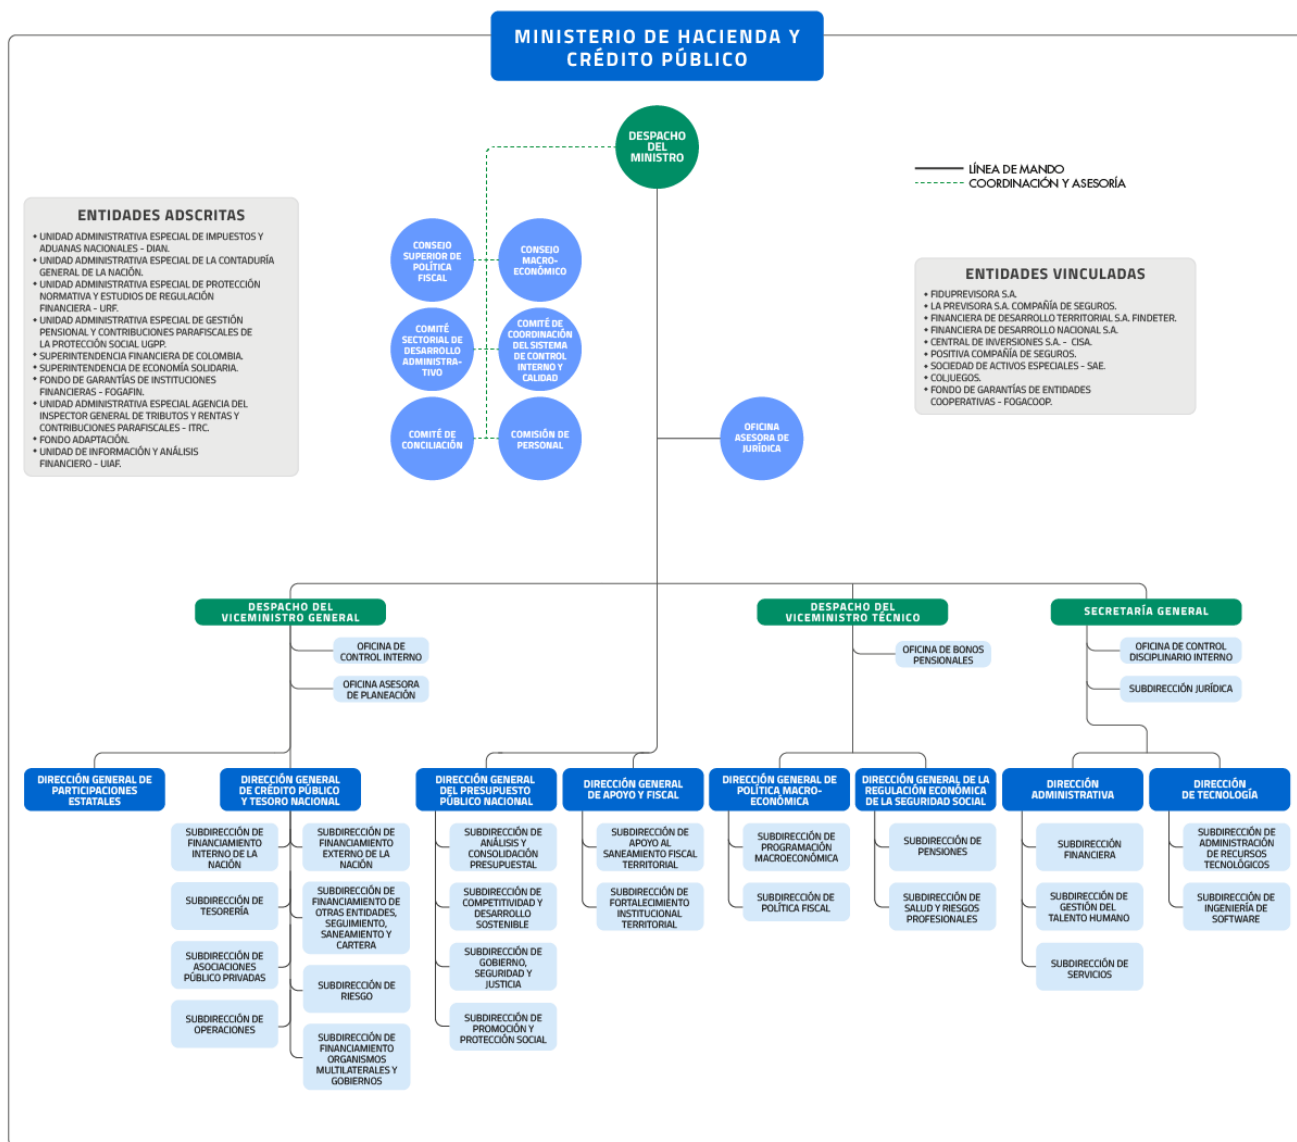 MINISTERIO DE HACIENDA Y
CRÉDITO PÚBLICO
DESPACHO
DEL
MINISTRO
LÍNEA DE MANDO
COORDINACIÓN Y ASESORÍA
ENTIDADES ADSCRITAS
• UNIDAD ADMINISTRATIVA ESPECIAL DE IMPUESTOS Y
ADUANAS NACIONALES - DIAN.
• UNIDAD ADMINISTRATIVA ESPECIAL DE LA CONTADURÍA
GENERAL DE LA NACIÓN.
• UNIDAD ADMINISTRATIVA ESPECIAL DE PROTECCIÓN
NORMATIVA Y ESTUDIOS DE REGULACIÓN
FINANCIERA - URF.
• UNIDAD ADMINISTRATIVA ESPECIAL DE GESTIÓN
PENSIONAL Y CONTRIBUCIONES PARAFISCALES DE
LA PROTECCIÓN SOCIAL UGPP.
• SUPERINTENDENCIA FINANCIERA DE COLOMBIA.
• SUPERINTENDENCIA DE ECONOMÍA SOLIDARIA.
• FONDO DE GARANTÍAS DE INSTITUCIONES
FINANCIERAS - FOGAFIN.
• UNIDAD ADMINISTRATIVA ESPECIAL AGENCIA DEL
INSPECTOR GENERAL DE TRIBUTOS Y RENTAS Y
CONTRIBUCIONES PARAFISCALES - ITRC.
• FONDO ADAPTACIÓN.
• UNIDAD DE INFORMACIÓN Y ANÁLISIS
FINANCIERO - UIAF.
CONSEJO
SUPERIOR DE
POLÍTICA
FISCAL
CONSEJO
MACRO-
ECONÓMICO
COMITÉ
SECTORIAL DE
DESARROLLO
ADMINISTRA-
TIVO
COMITÉ DE
COORDINACIÓN
DEL SISTEMA
DE CONTROL
INTERNO Y
CALIDAD
COMITÉ DE
CONCILIACIÓN
COMISIÓN DE
PERSONAL
OFICINA
ASESORA DE
JURÍDICA
ENTIDADES VINCULADAS
• FIDUPREVISORA S.A.
• LA PREVISORA S.A. COMPAÑÍA DE SEGUROS.
• FINANCIERA DE DESARROLLO TERRITORIAL S.A. FINDETER.
• FINANCIERA DE DESARROLLO NACIONAL S.A.
• CENTRAL DE INVERSIONES S.A. - CISA.
• POSITIVA COMPAÑÍA DE SEGUROS.
• SOCIEDAD DE ACTIVOS ESPECIALES - SAE.
• COLJUEGOS.
• FONDO DE GARANTÍAS DE ENTIDADES
COOPERATIVAS - FOGACOOP.
DESPACHO DEL
VICEMINISTRO GENERAL
OFICINA DE
CONTROL INTERNO
OFICINA ASESORA
DE PLANEACIÓN
DESPACHO DEL
VICEMINISTRO TÉCNICO
OFICINA DE BONOS
PENSIONALES
SECRETARÍA GENERAL
OFICINA DE CONTROL
DISCIPLINARIO INTERNO
SUBDIRECCIÓN JURÍDICA
DIRECCIÓN GENERAL DE
PARTICIPACIONES
ESTATALES
DIRECCIÓN GENERAL
DE CRÉDITO PÚBLICO
Y TESORO NACIONAL
DIRECCIÓN GENERAL
DEL PRESUPUESTO
PÚBLICO NACIONAL
DIRECCIÓN GENERAL
DE APOYO Y FISCAL
DIRECCIÓN GENERAL DE
POLÍTICA MACRO-
ECONÓMICA
DIRECCIÓN GENERAL DE LA
REGULACIÓN ECONÓMICA
DE LA SEGURIDAD SOCIAL
DIRECCIÓN
ADMINISTRATIVA
DIRECCIÓN
DE TECNOLOGÍA
SUBDIRECCIÓN DE
FINANCIAMIENTO
INTERNO DE LA
NACIÓN
SUBDIRECCIÓN DE
TESORERÍA
SUBDIRECCIÓN DE
ASOCIACIONES
PÚBLICO PRIVADAS
SUBDIRECCIÓN DE
OPERACIONES
SUBDIRECCIÓN DE
FINANCIAMIENTO
EXTERNO DE LA
NACIÓN
SUBDIRECCIÓN DE
FINANCIAMIENTO DE
OTRAS ENTIDADES,
SEGUIMIENTO,
SANEAMIENTO Y
CARTERA
SUBDIRECCIÓN DE
RIESGO
SUBDIRECCIÓN DE
FINANCIAMIENTO
ORGANISMOS
MULTILATERALES Y
GOBIERNOS
SUBDIRECCIÓN DE
ANÁLISIS Y
CONSOLIDACIÓN
PRESUPUESTAL
SUBDIRECCIÓN DE
COMPETITIVIDAD Y
DESARROLLO
SOSTENIBLE
SUBDIRECCIÓN DE
GOBIERNO,
SEGURIDAD Y
JUSTICIA
SUBDIRECCIÓN DE
PROMOCIÓN Y
PROTECCIÓN SOCIAL
SUBDIRECCIÓN DE
APOYO AL
SANEAMIENTO FISCAL
TERRITORIAL
SUBDIRECCIÓN DE
FORTALECIMIENTO
INSTITUCIONAL
TERRITORIAL
SUBDIRECCIÓN DE
PROGRAMACIÓN
MACROECONÓMICA
SUBDIRECCIÓN DE
POLÍTICA FISCAL
SUBDIRECCIÓN DE
PENSIONES
SUBDIRECCIÓN DE
SALUD Y RIESGOS
PROFESIONALES
SUBDIRECCIÓN
FINANCIERA
SUBDIRECCIÓN DE
GESTIÓN DEL
TALENTO HUMANO
SUBDIRECCIÓN DE
SERVICIOS
SUBDIRECCIÓN DE
ADMINISTRACIÓN
DE RECURSOS
TECNOLÓGICOS
SUBDIRECCIÓN DE
INGENIERÍA DE
SOFTWARE